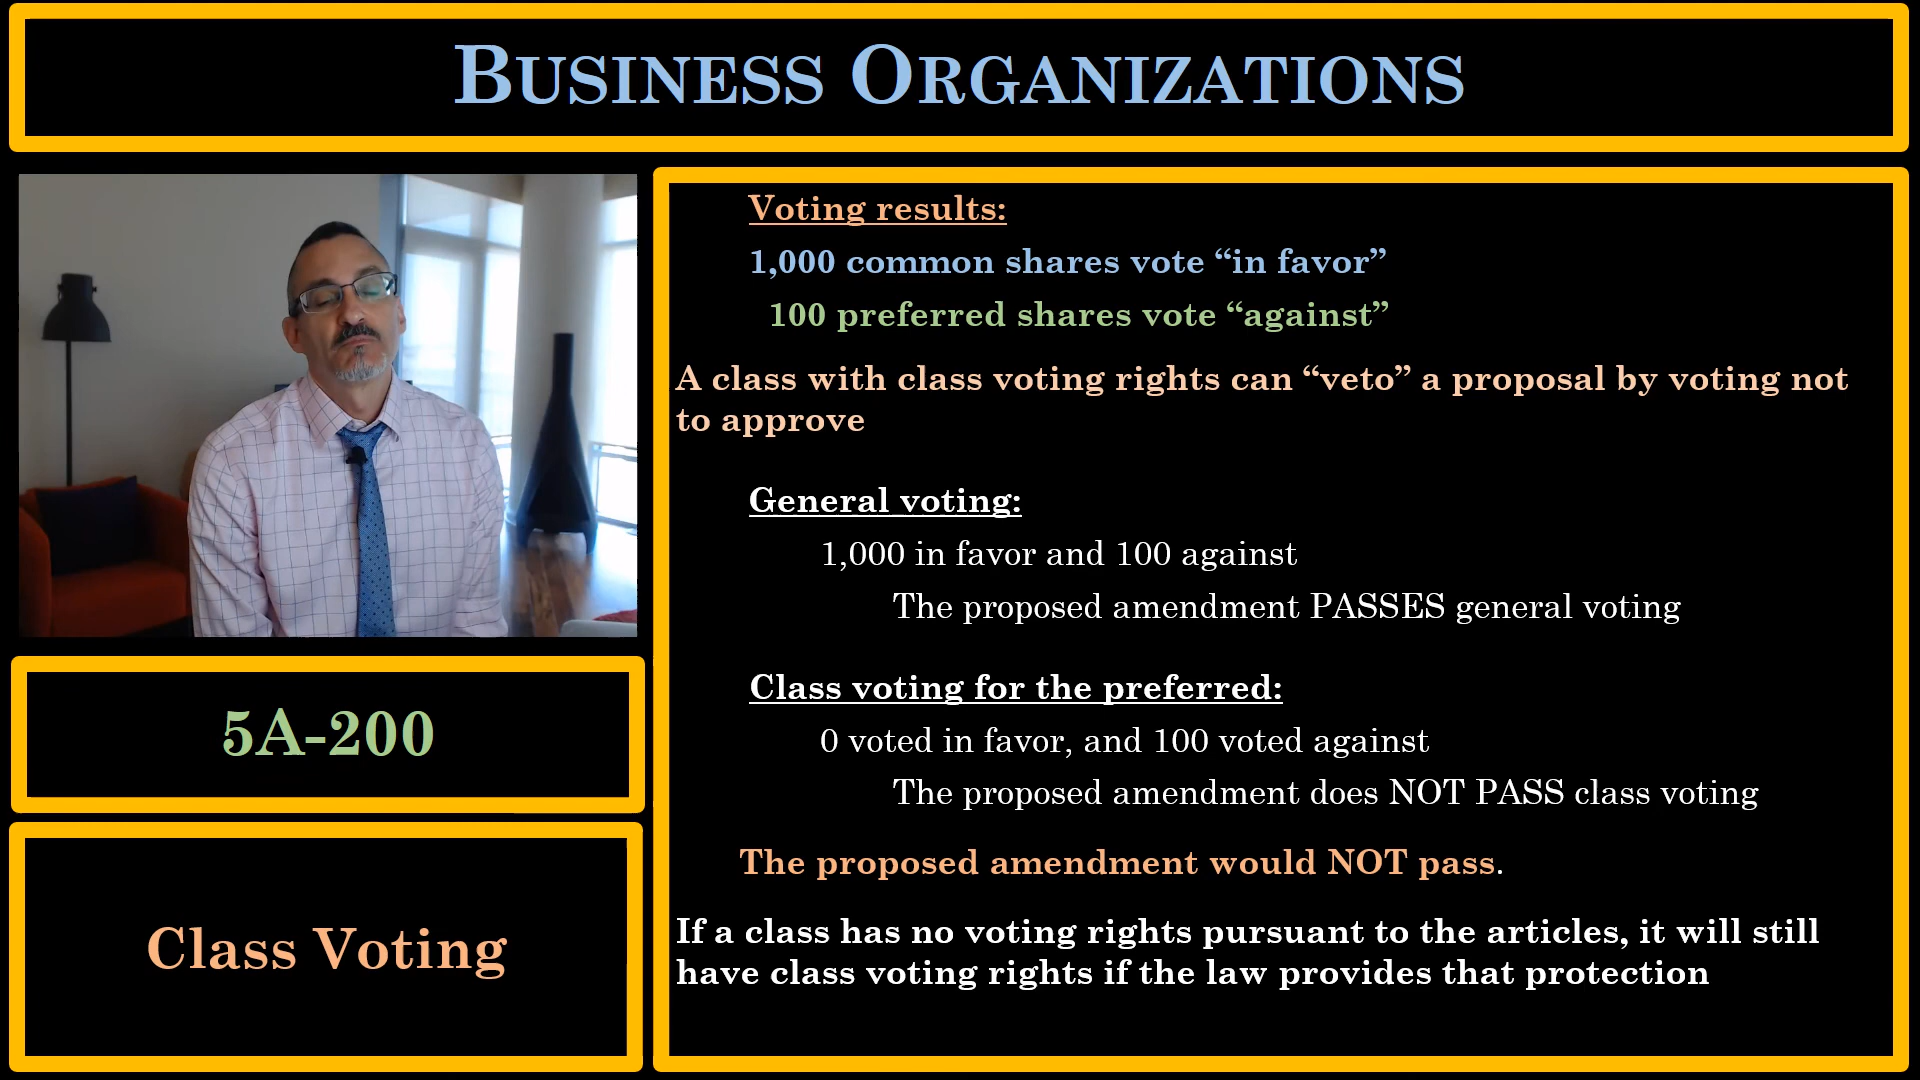 BUSINESS ORGANIZATIONS
Voting results:
1,000 common shares vote “in favor”
100 preferred shares vote “against”
A class with class voting rights can “veto” a proposal by voting not
to approve
General voting:
1,000 in favor and 100 against
The proposed amendment PASSES general voting
Class voting for the preferred:
0 voted in favor, and 100 voted against
The proposed amendment does NOT PASS class voting
The proposed amendment would NOT pass.
If a class has no voting rights pursuant to the articles, it will still
have class voting rights if the law provides that protection
5A-200
Class Voting